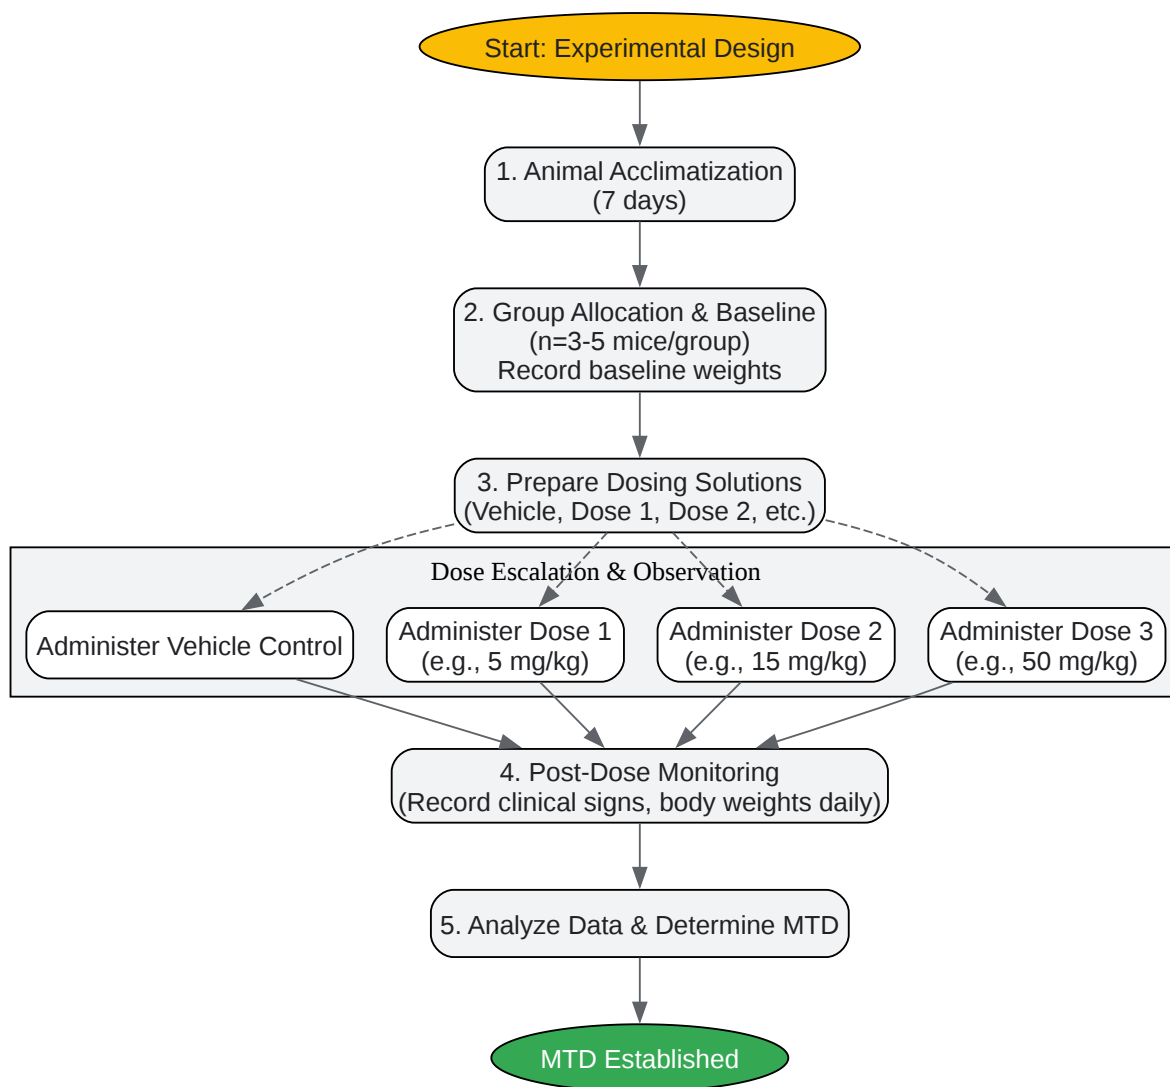 Start: Experimental Design
1. Animal Acclimatization
(7 days)
2. Group Allocation & Baseline
(n=3-5 mice/group)
Record baseline weights
3. Prepare Dosing Solutions
(Vehicle, Dose 1, Dose 2, etc.)
Dose Escalation & Observation
Administer Vehicle Control
Administer Dose 1
(e.g., 5 mg/kg)
Administer Dose 2
(e.g., 15 mg/kg)
Administer Dose 3
(e.g., 50 mg/kg)
4. Post-Dose Monitoring
(Record clinical signs, body weights daily)
5. Analyze Data & Determine MTD
MTD Established